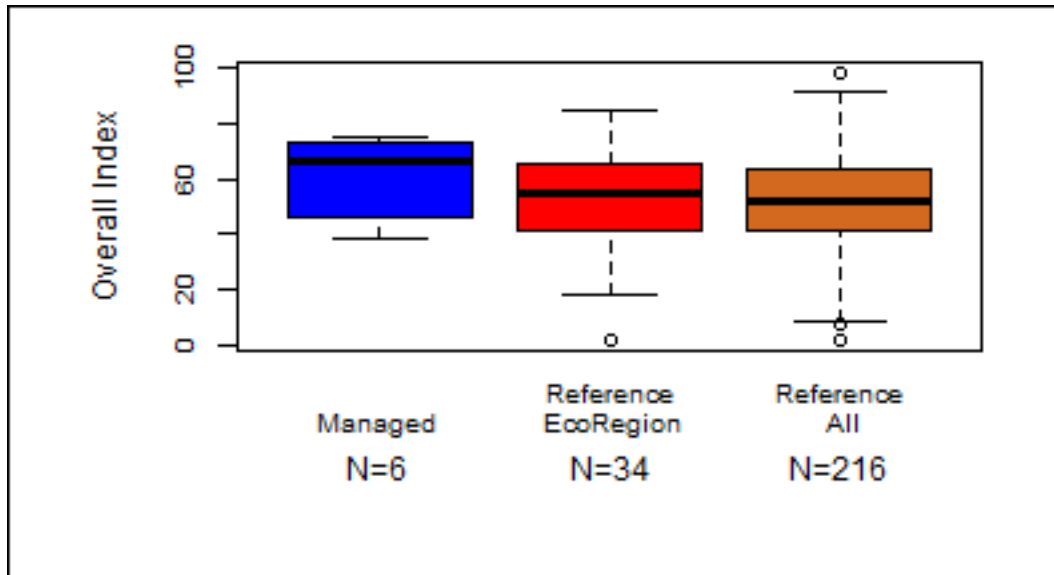 Overall Index
100
60
20
0
Reference Reference
Managed EcoRegion All
N=6 N=34 N=216